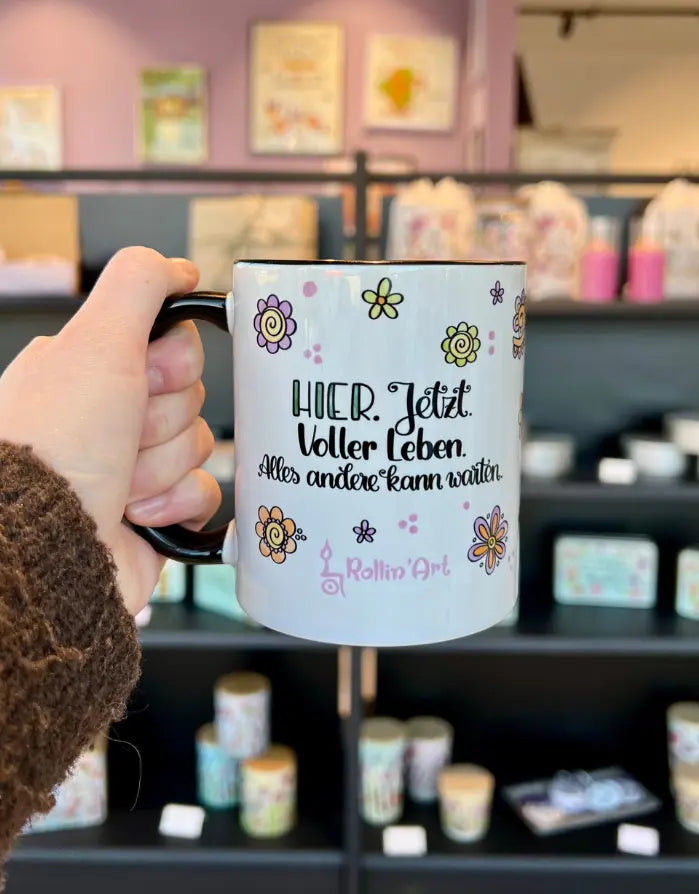 HIER. Jetzt.
Voller Leben.
Alles andere kann warten.
Rollin'Art